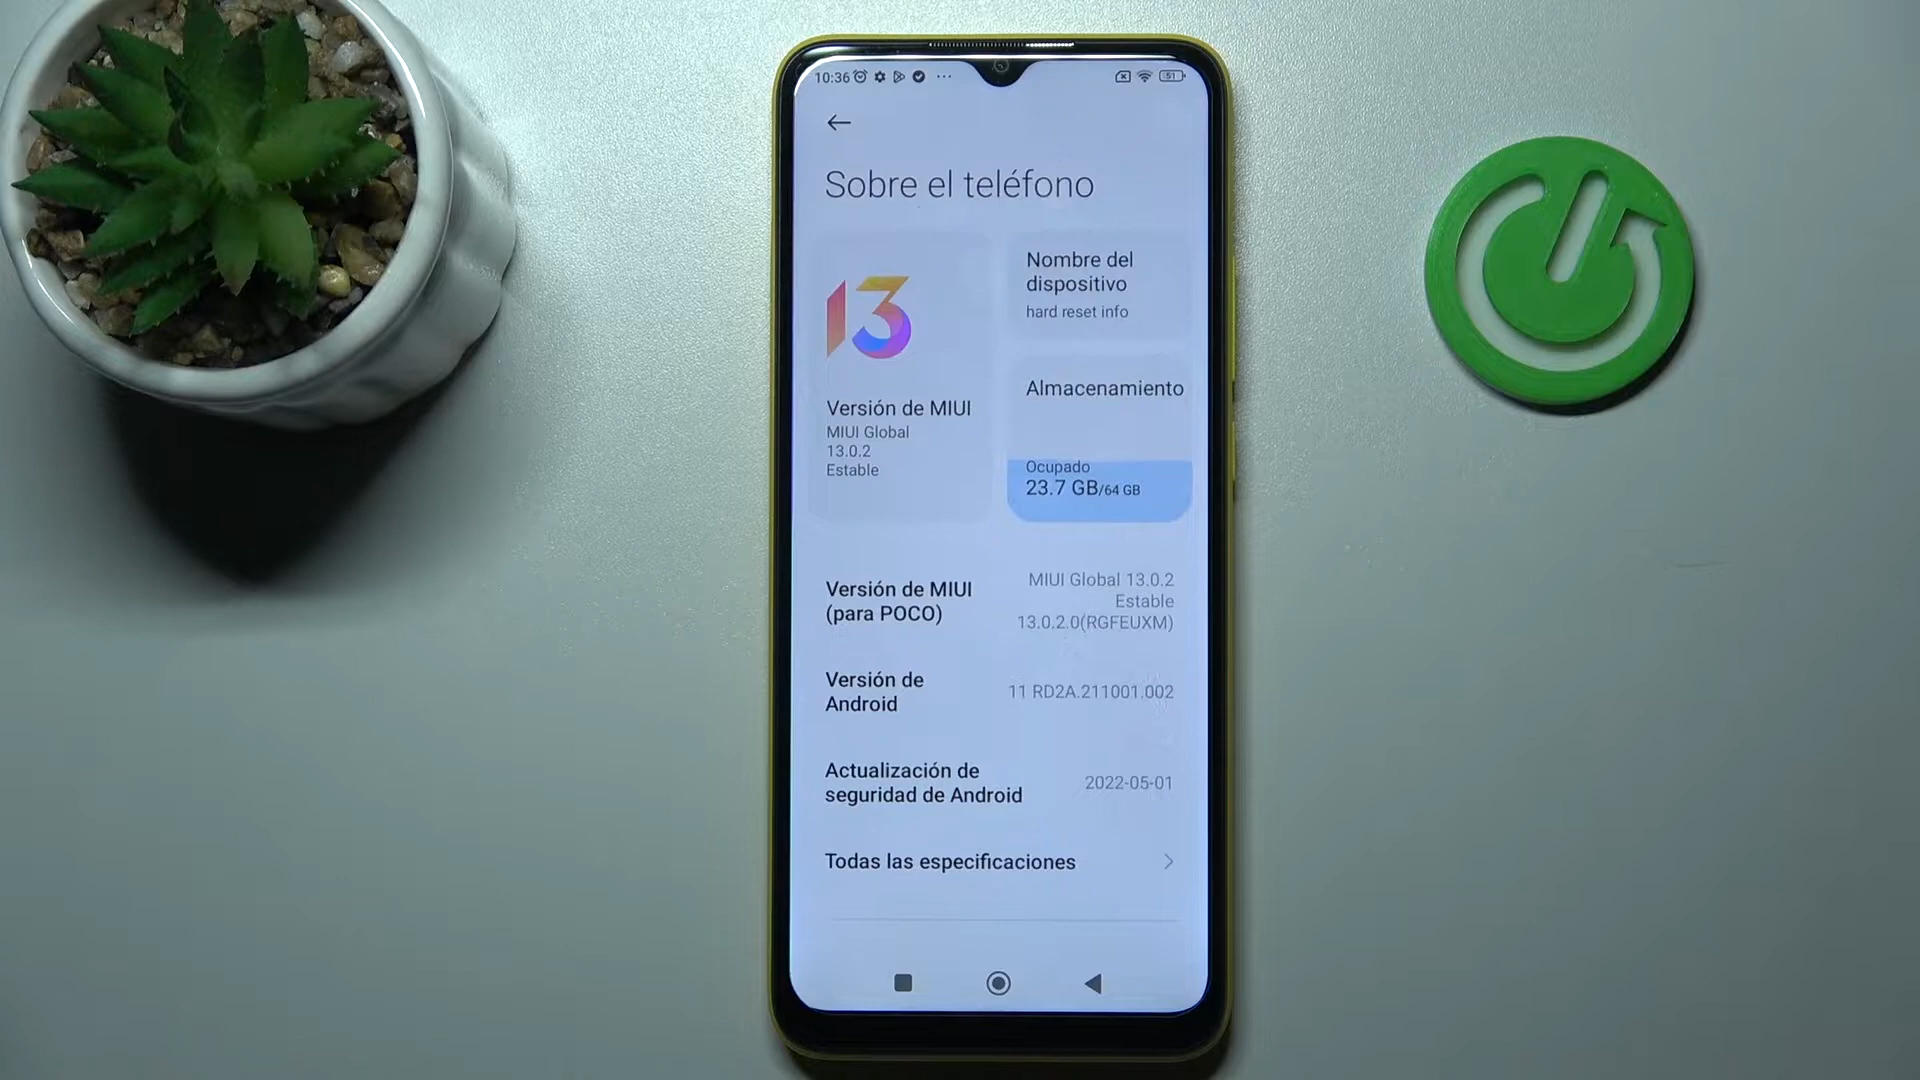 10:36
51
Sobre el teléfono
13
Versión de MIUI
MIUI Global
13.0.2
Estable
Nombre del
dispositivo
hard reset info
Almacenamiento
Ocupado
23.7 GB/64 GB
Versión de MIUI
(para POCO)
MIUI Global 13.0.2
Estable
13.0.2.0(RGFEUXM)
Versión de
Android
11 RD2A.211001.002
Actualización de
seguridad de Android
2022-05-01
Todas las especificaciones